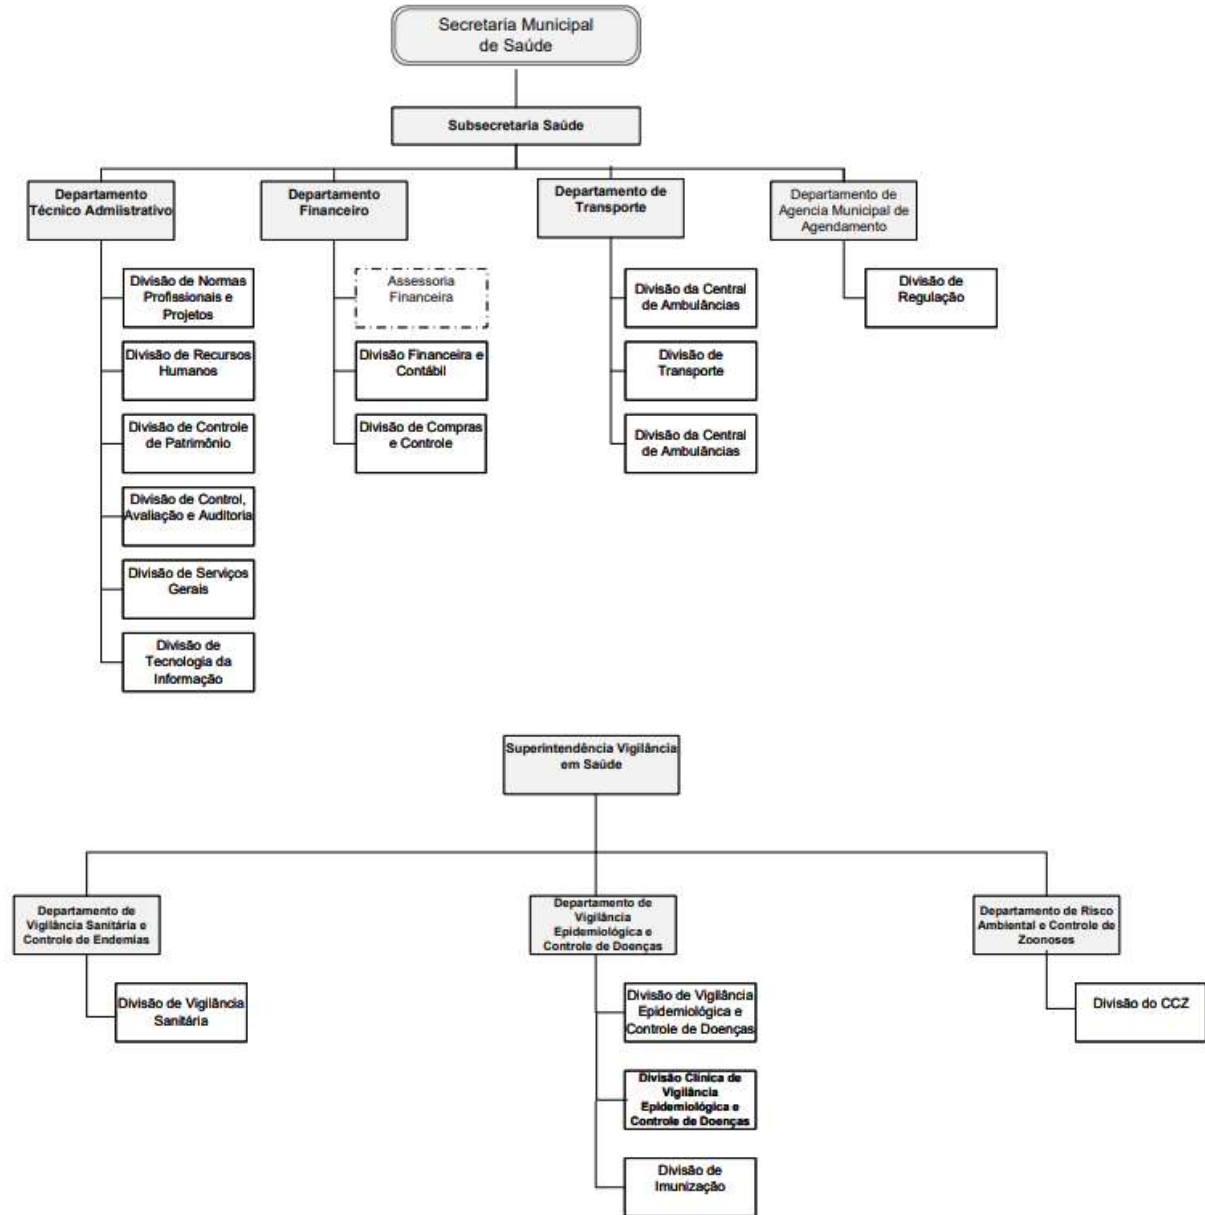 Secretaria Municipal
de Saúde
Subsecretaria Saúde
Departamento
Técnico Admiistrativo
Departamento
Financeiro
Departamento de
Transporte
Departamento de
Agencia Municipal de
Agendamento
Divisão de Normas
Profissionais e
Projetos
Assessoria
Financeira
Divisão da Central
de Ambulâncias
Divisão de
Regulação
Divisão de Recursos
Humanos
Divisão Financeira e
Contábil
Divisão de
Transporte
Divisão de Controle
de Patrimônio
Divisão de Compras
e Controle
Divisão da Central
de Ambulâncias
Divisão de Control,
Avaliação e Auditoria
Divisão de Serviços
Gerais
Divisão de
Tecnologia da
Informação
Superintendência Vigilância
em Saúde
Departamento de
Vigilância Sanitária e
Controle de Endemias
Departamento de
Vigilância
Epidemiológica e
Controle de Doenças
Departamento de Risco
Ambiental e Controle de
Zoonoses
Divisão de Vigilância
Sanitária
Divisão de Vigilância
Epidemiológica e
Controle de Doenças
Divisão do CCZ
Divisão Clínica de
Vigilância
Epidemiológica e
Controle de Doenças
Divisão de
Imunização